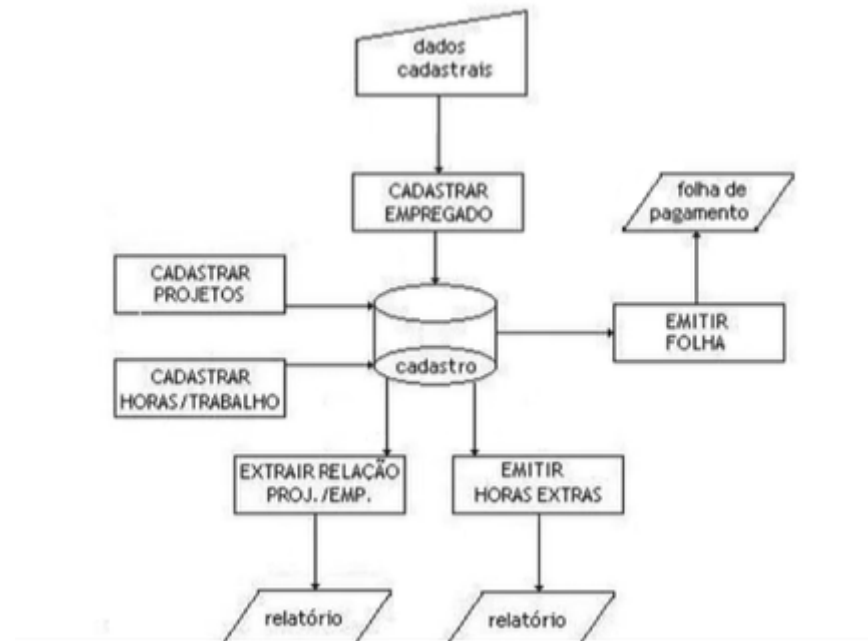 dados
cadastrais
CADASTRAR
EMPREGADO
folha de
pagamento
CADASTRAR
PROJETOS
EMITIR
FOLHA
cadastro
CADASTRAR
HORAS/TRABALHO
EXTRAIR RELAÇÃO
PROJ./EMP.
EMITIR
HORAS EXTRAS
relatório
relatório